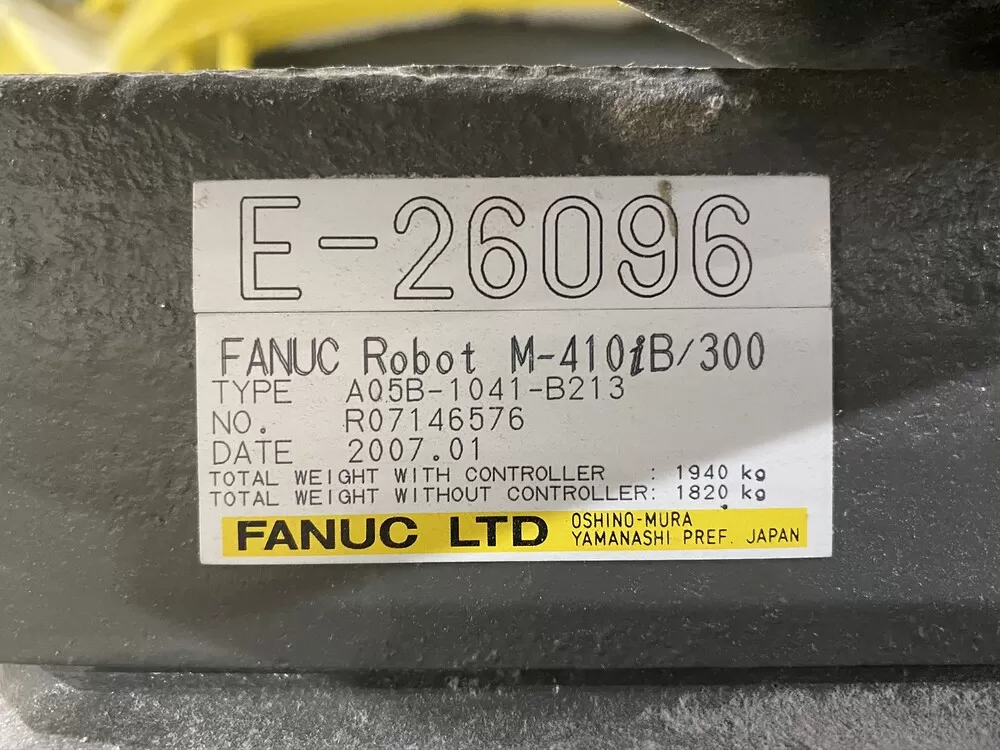 E-26096
FANUC Robot M-410iB/300
TYPE A05B-1041-B213
NO. R07146576
DATE 2007.01
TOTAL WEIGHT WITH CONTROLLER : 1940 kg
TOTAL WEIGHT WITHOUT CONTROLLER: 1820 kg
FANUC LTD OSHINO-MURA
YAMANASHI PREF. JAPAN